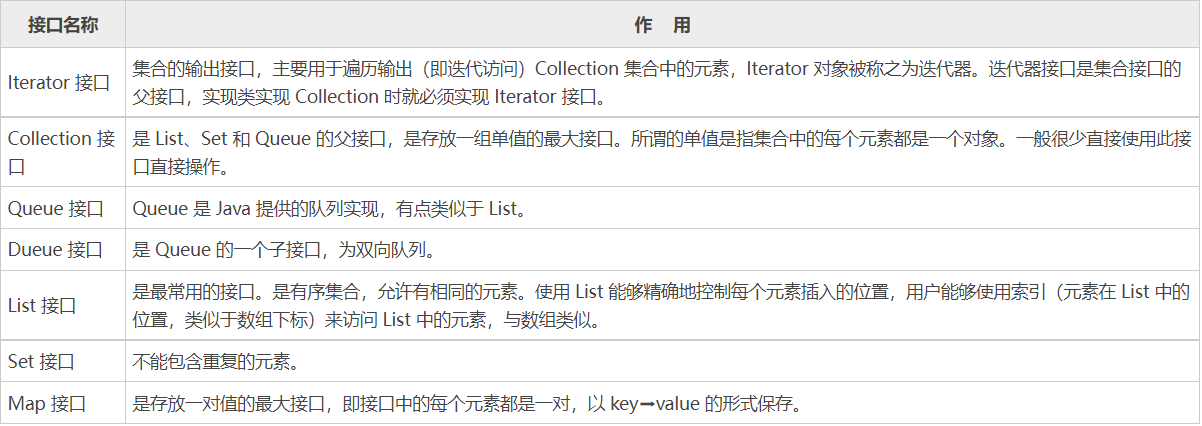 接口名称
作 用
Iterator 接口
集合的输出接口，主要用于遍历输出（即迭代访问）Collection 集合中的元素，Iterator 对象被称之为迭代器。迭代器接口是集合接口的
父接口，实现类实现 Collection 时就必须实现 Iterator 接口。
Collection 接
口
是 List、Set 和 Queue 的父接口，是存放一组单值的最大接口。所谓的单值是指集合中的每个元素都是一个对象。一般很少直接使用此接
口直接操作。
Queue 接口
Queue 是 Java 提供的队列实现，有点类似于 List。
Dueue 接口
是 Queue 的一个子接口，为双向队列。
List 接口
是最常用的接口。是有序集合，允许有相同的元素。使用 List 能够精确地控制每个元素插入的位置，用户能够使用索引（元素在 List 中的
位置，类似于数组下标）来访问 List 中的元素，与数组类似。
Set 接口
不能包含重复的元素。
Map 接口
是存放一对值的最大接口，即接口中的每个元素都是一对，以 key➡value 的形式保存。